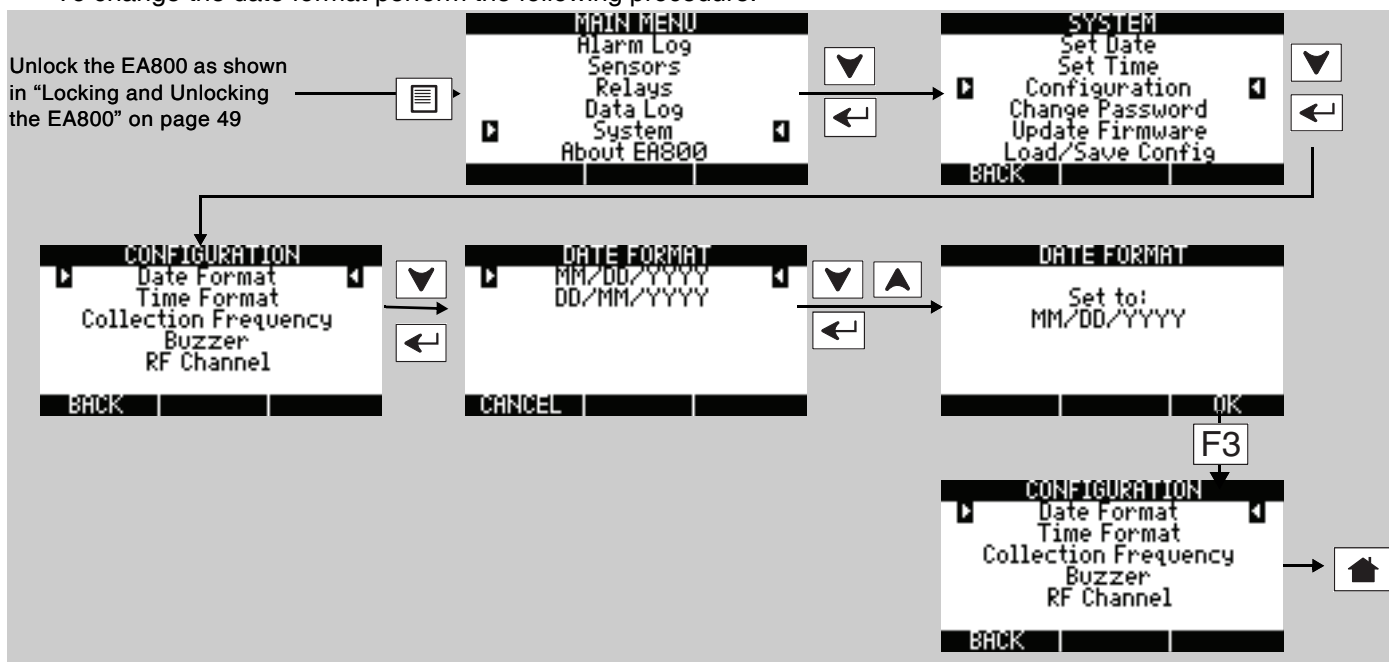 To change the date format perform the following procedure:
Unlock the EA800 as shown
in “Locking and Unlocking
the EA800” on page 49
MAIN MENU
Alarm Log
Sensors
Relays
Data Log
System
About EA800
SYSTEM
Set Date
Set Time
Configuration
Change Password
Update Firmware
Load/Save Config
BACK
CONFIGURATION
Date Format
Time Format
Collection Frequency
Buzzer
RF Channel
BACK
DATE FORMAT
MM/DD/YYYY
DD/MM/YYYY
CANCEL
DATE FORMAT
Set to:
MM/DD/YYYY
OK
F3
CONFIGURATION
Date Format
Time Format
Collection Frequency
Buzzer
RF Channel
BACK